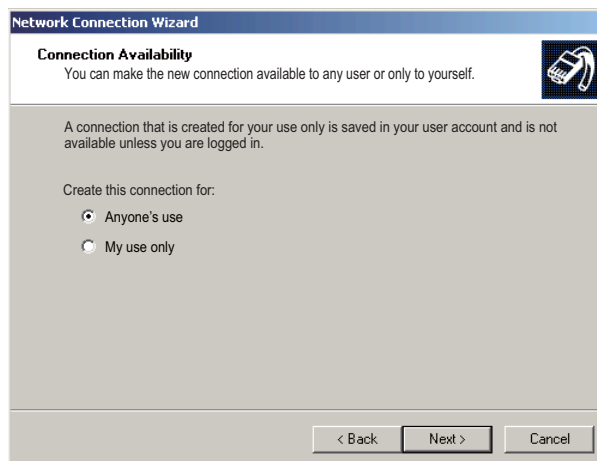 Network Connection Wizard
Connection Availability
You can make the new connection available to any user or only to yourself.
A connection that is created for your use only is saved in your user account and is not
available unless you are logged in.
Create this connection for:
Anyone's use
My use only
< Back
Next >
Cancel